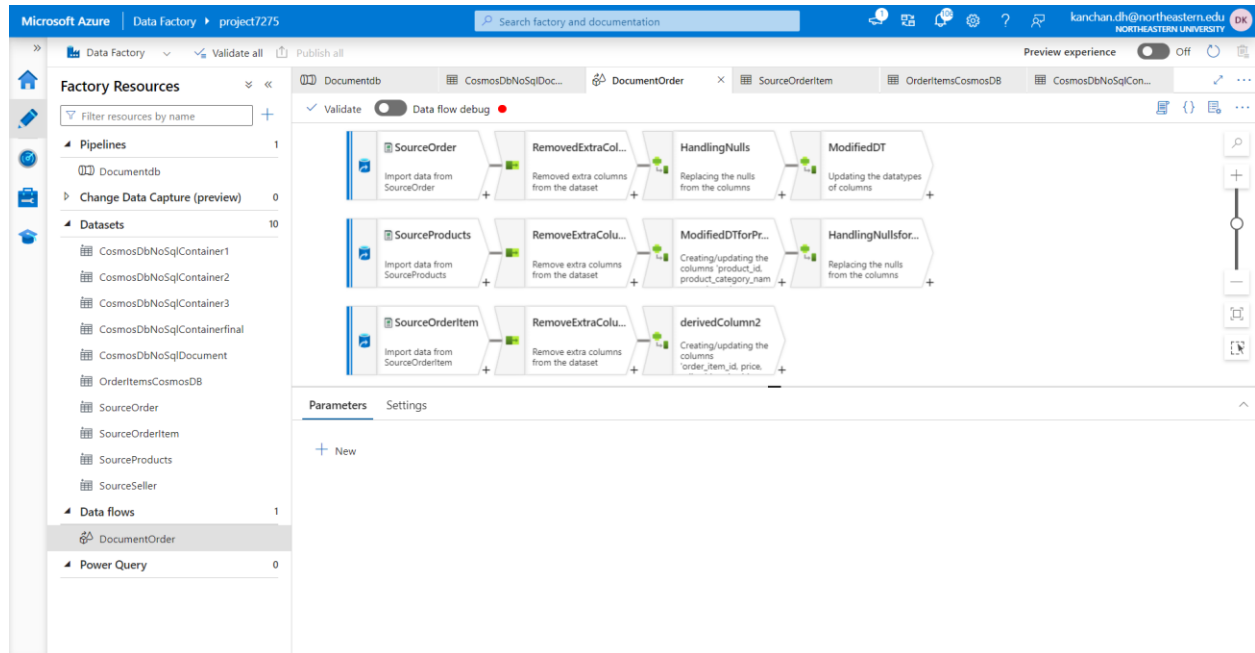 Microsoft Azure | Data Factory ▸ project7275
Search factory and documentation
1
106
?
kanchan.dh@northeastern.edu
NORTHEASTERN UNIVERSITY
DK
» Data Factory Validate all Publish all
Preview experience Off
Factory Resources
Filter resources by name
Pipelines 1
Documentdb
Change Data Capture (preview) 0
Datasets 10
CosmosDbNoSqlContainer1
CosmosDbNoSqlContainer2
CosmosDbNoSqlContainer3
CosmosDbNoSqlContainerfinal
CosmosDbNoSqlDocument
OrderItemsCosmosDB
SourceOrder
SourceOrderItem
SourceProducts
SourceSeller
Data flows 1
DocumentOrder
Power Query 0
Documentdb CosmosDbNoSqlDoc... DocumentOrder × SourceOrderItem OrderItemsCosmosDB CosmosDbNoSqlCon...
Validate Data flow debug {}
SourceOrder
Import data from
SourceOrder
RemovedExtraCol...
Removed extra columns
from the dataset
HandlingNulls
Replacing the nulls
from the columns
ModifiedDT
Updating the datatypes
of columns
SourceProducts
Import data from
SourceProducts
RemoveExtraColu...
Remove extra columns
from the dataset
ModifiedDTforPr...
Creating/updating the
columns 'product_id,
product_category_nam
HandlingNullsfor...
Replacing the nulls
from the columns
SourceOrderItem
Import data from
SourceOrderItem
RemoveExtraColu...
Remove extra columns
from the dataset
derivedColumn2
Creating/updating the
columns
'order_item_id, price,
Parameters Settings
+ New